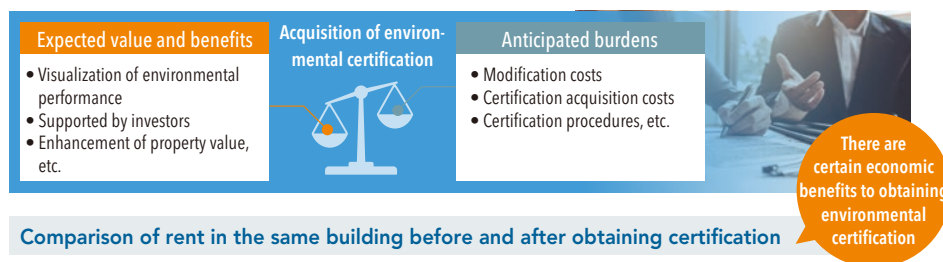 Expected value and benefits
• Visualization of environmental
performance
• Supported by investors
• Enhancement of property value,
etc.
Acquisition of environ-
mental certification
Anticipated burdens
• Modification costs
• Certification acquisition costs
• Certification procedures, etc.
There are
certain economic
benefits to obtaining
environmental
certification
Comparison of rent in the same building before and after obtaining certification